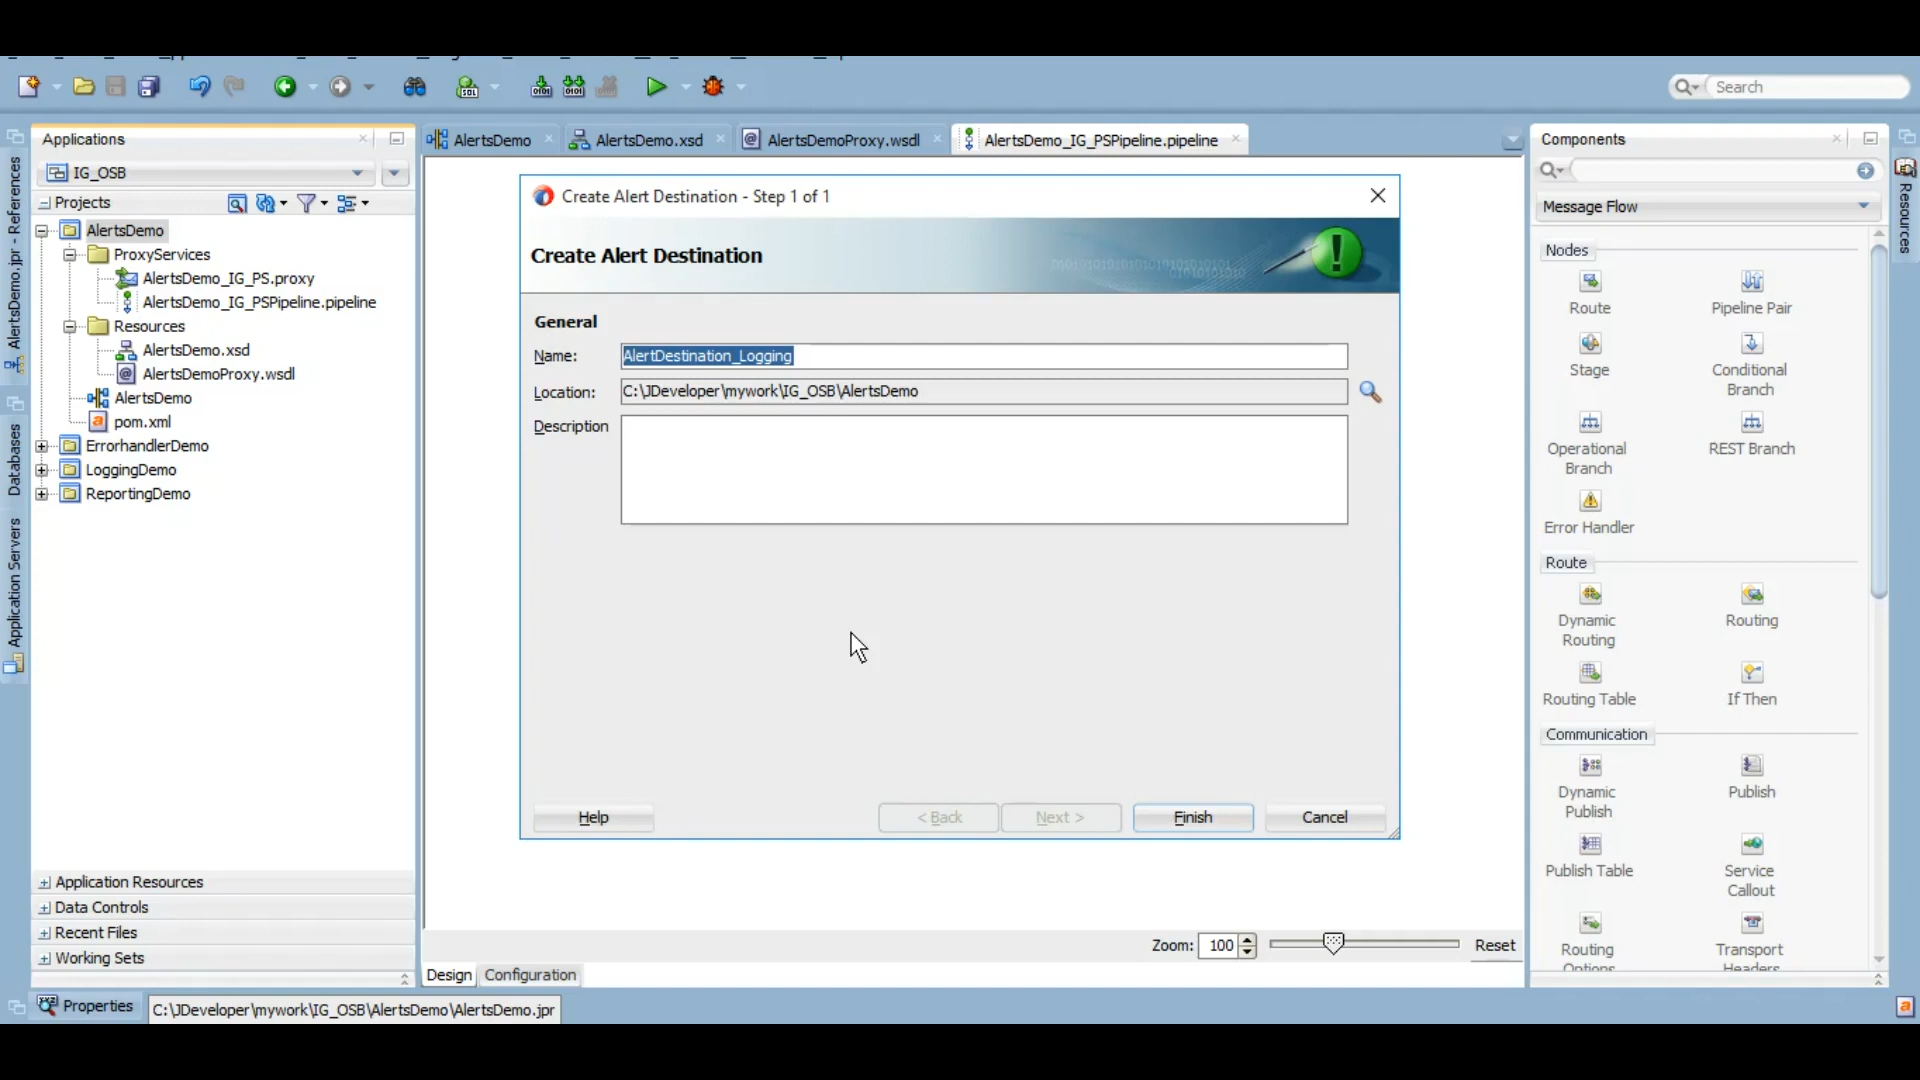 Search
Applications
IG_OSB
Projects
AlertsDemo
ProxyServices
AlertsDemo_IG_PS.proxy
AlertsDemo_IG_PSPipeline.pipeline
Resources
AlertsDemo.xsd
AlertsDemoProxy.wsdl
AlertsDemo
pom.xml
ErrorhandlerDemo
LoggingDemo
ReportingDemo
Application Resources
Data Controls
Recent Files
Working Sets
AlertsDemo.jpr - References
Databases
Application Servers
AlertsDemo
AlertsDemo.xsd
AlertsDemoProxy.wsdl
AlertsDemo_IG_PSPipeline.pipeline
Create Alert Destination - Step 1 of 1
Create Alert Destination
General
Name:
AlertDestination_Logging
Location:
C:\JDeveloper\mywork\IG_OSB\AlertsDemo
Description
Help
< Back
Next >
Finish
Cancel
Zoom: 100
Reset
Design
Configuration
Components
Message Flow
Nodes
Route
Pipeline Pair
Stage
Conditional
Branch
Operational
Branch
REST Branch
Error Handler
Route
Dynamic
Routing
Routing
Routing Table
If Then
Communication
Dynamic
Publish
Publish
Publish Table
Service
Callout
Routing
Options
Transport
Headers
Resources
Properties
C:\JDeveloper\mywork\IG_OSB\AlertsDemo\AlertsDemo.jpr